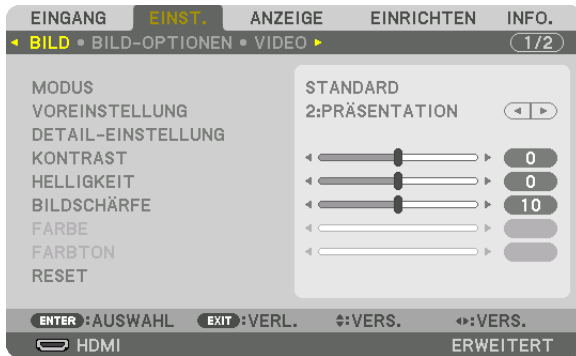 EINGANG EINST. ANZEIGE EINRICHTEN INFO.
BILD • BILD-OPTIONEN • VIDEO 1/2
MODUS STANDARD
VOREINSTELLUNG 2:PRÄSENTATION
DETAIL-EINSTELLUNG
KONTRAST 0
HELLIGKEIT 0
BILDSCHÄRFE 10
FARBE
FARBTON
RESET
ENTER :AUSWAHL EXIT :VERL. :VERS. :VERS.
HDMI ERWEITERT